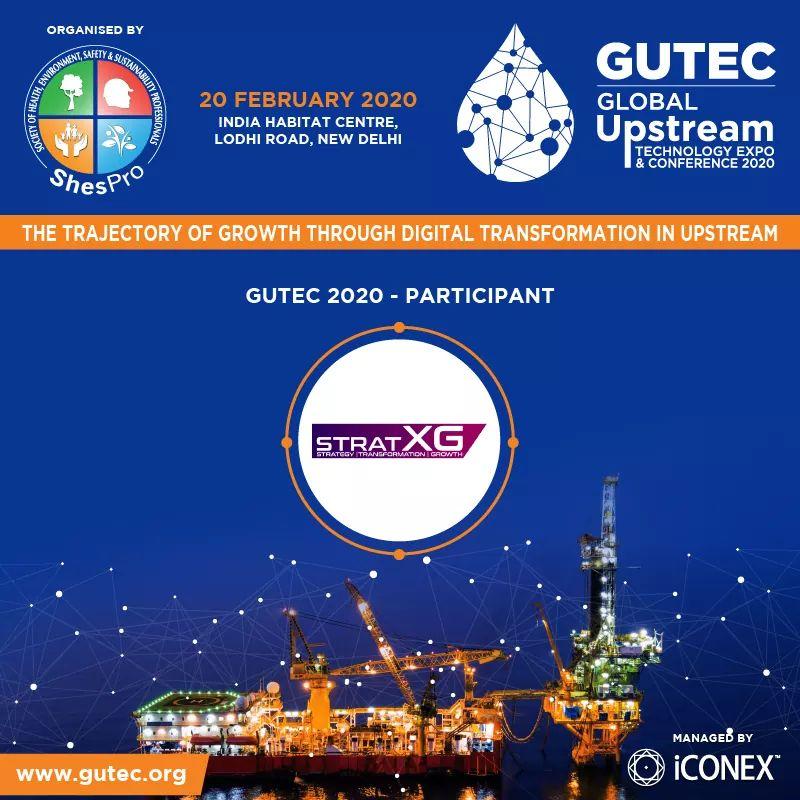 ORGANISED BY
SOCIETY OF HEALTH, ENVIRONMENT, SAFETY & SUSTAINABILITY PROFESSIONALS
ShesPro
20 FEBRUARY 2020
INDIA HABITAT CENTRE,
LODHI ROAD, NEW DELHI
GUTEC
GLOBAL
Upstream
TECHNOLOGY EXPO
& CONFERENCE 2020
THE TRAJECTORY OF GROWTH THROUGH DIGITAL TRANSFORMATION IN UPSTREAM
GUTEC 2020 - PARTICIPANT
STRATXG
STRATEGY | TRANSFORMATION | GROWTH
www.gutec.org
MANAGED BY
iCONEX™